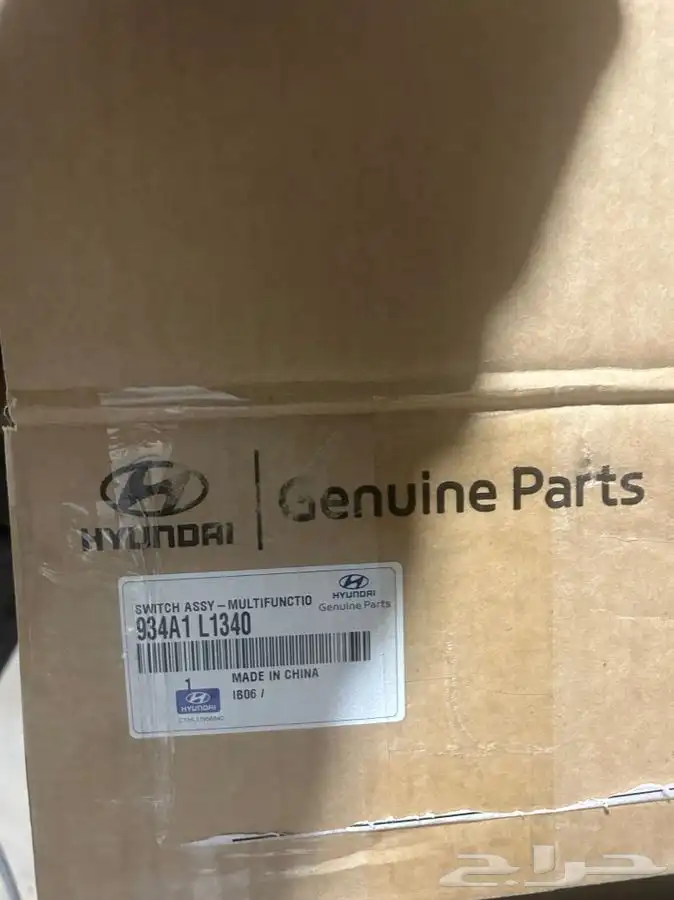 HYUNDAI
Genuine Parts
HYUNDAI
Genuine Parts
SWITCH ASSY-MULTIFUNCTIO
934A1 L1340
1
MADE IN CHINA
IB06 /
HYUNDAI
حراج